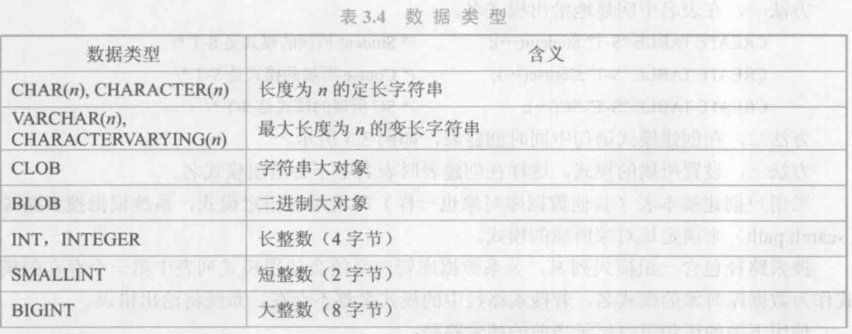 表 3.4 数 据 类 型
数据类型 含义
CHAR(n), CHARACTER(n) 长度为 n 的定长字符串
VARCHAR(n),
CHARACTERVARYING(n) 最大长度为 n 的变长字符串
CLOB 字符串大对象
BLOB 二进制大对象
INT，INTEGER 长整数（4 字节）
SMALLINT 短整数（2 字节）
BIGINT 大整数（8 字节）